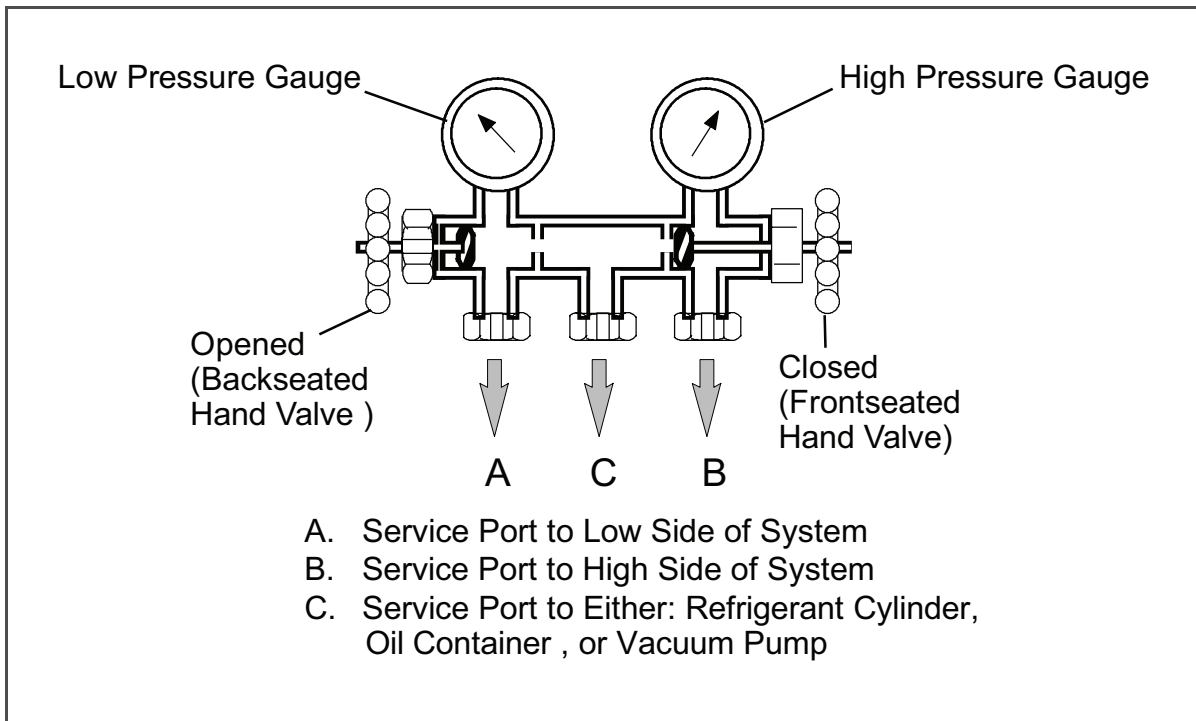 Low Pressure Gauge
High Pressure Gauge
Opened
(Backseated
Hand Valve )
Closed
(Frontseated
Hand Valve)
A
C
B
A. Service Port to Low Side of System
B. Service Port to High Side of System
C. Service Port to Either: Refrigerant Cylinder,
Oil Container , or Vacuum Pump